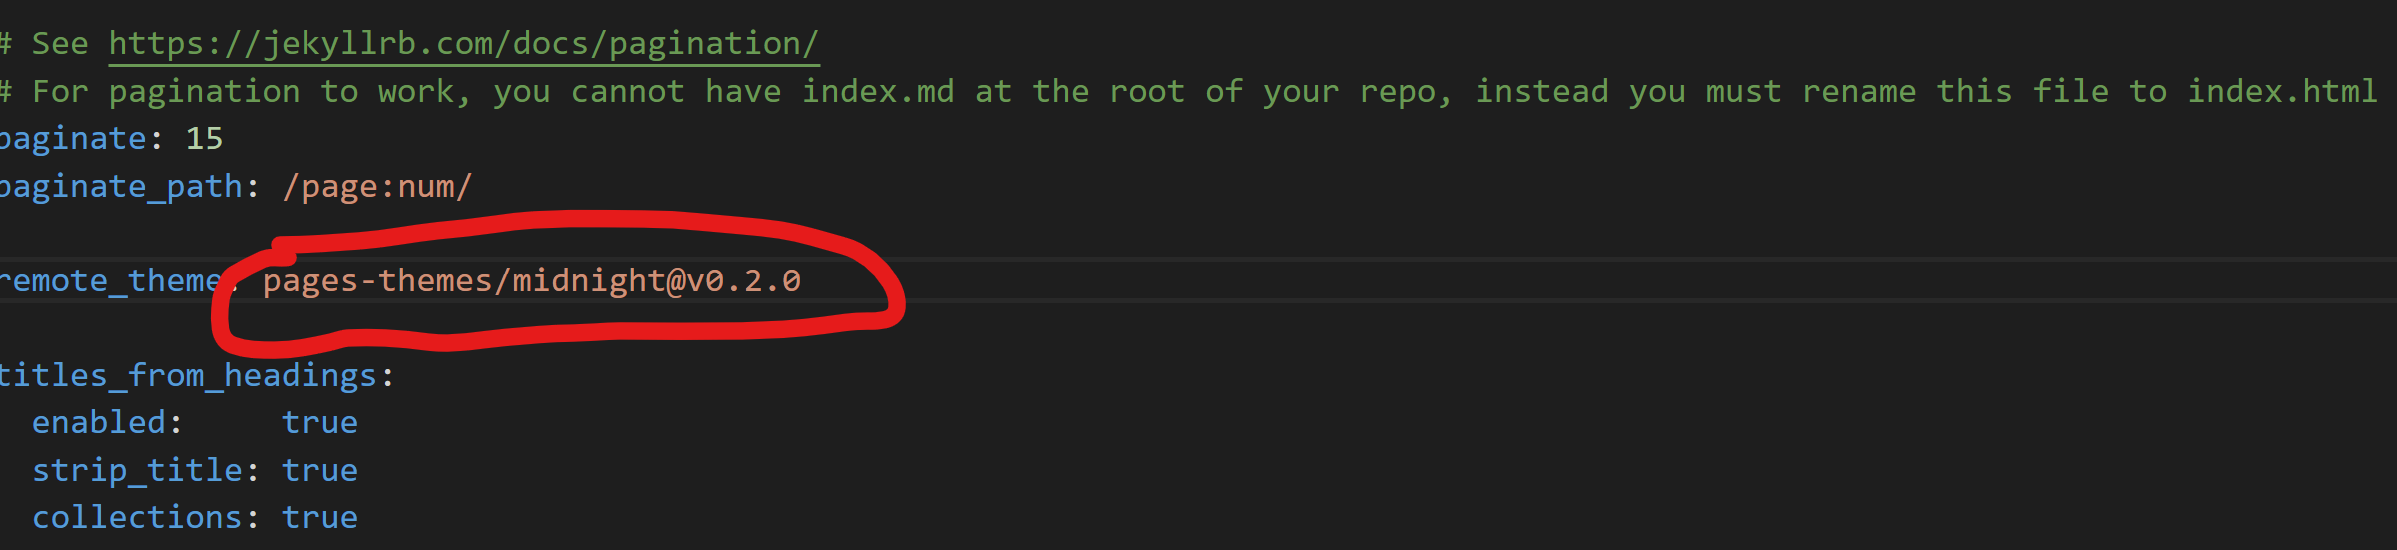 # See https://jekyllrb.com/docs/pagination/
# For pagination to work, you cannot have index.md at the root of your repo, instead you must rename this file to index.html
paginate: 15
paginate_path: /page:num/
remote_theme: pages-themes/midnight@v0.2.0
titles_from_headings:
enabled: true
strip_title: true
collections: true